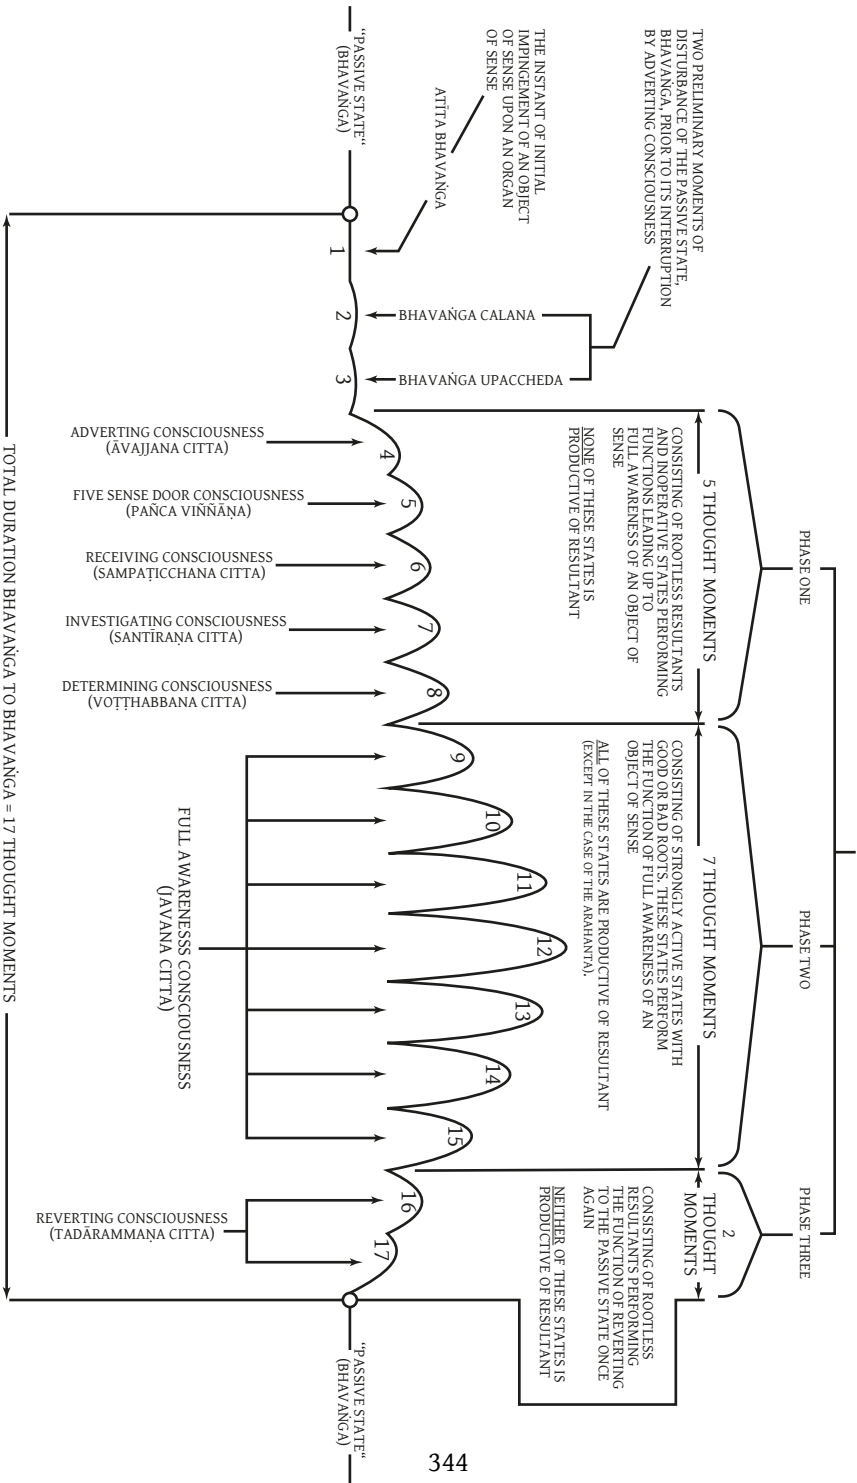 TWO PRELIMINARY MOMENTS OF
DISTURBANCE OF THE PASSIVE STATE,
BHAVAṄGA, PRIOR TO ITS INTERRUPTION
BY ADVERTING CONSCIOUSNESS
THE INSTANT OF INITIAL
IMPINGEMENT OF AN OBJECT
OF SENSE UPON AN ORGAN
OF SENSE
ATĪTA BHAVAṄGA
"PASSIVE STATE"
(BHAVAṄGA)
BHAVAṄGA CALANA
BHAVAṄGA UPACCHEDA
PHASE ONE
5 THOUGHT MOMENTS
CONSISTING OF ROOTLESS RESULTANTS
AND INOPERATIVE STATES PERFORMING
FUNCTIONS LEADING UP TO
FULL AWARENESS OF AN OBJECT OF
SENSE
NONE OF THESE STATES IS
PRODUCTIVE OF RESULTANT
PHASE TWO
7 THOUGHT MOMENTS
CONSISTING OF STRONGLY ACTIVE STATES WITH
GOOD OR BAD ROOTS. THESE STATES PERFORM
THE FUNCTION OF FULL AWARENESS OF AN
OBJECT OF SENSE
ALL OF THESE STATES ARE PRODUCTIVE OF RESULTANT
(EXCEPT IN THE CASE OF THE ARAHANTA).
PHASE THREE
2
THOUGHT
MOMENTS
CONSISTING OF ROOTLESS
RESULTANTS PERFORMING
THE FUNCTION OF REVERTING
TO THE PASSIVE STATE ONCE
AGAIN
NEITHER OF THESE STATES IS
PRODUCTIVE OF RESULTANT
1
2
3
4
5
6
7
8
9
10
11
12
13
14
15
16
17
ADVERTING CONSCIOUSNESS
(ĀVAJJANA CITTA)
FIVE SENSE DOOR CONSCIOUSNESS
(PAÑCA VIÑÑĀṆA)
RECEIVING CONSCIOUSNESS
(SAMPAṬICCHANA CITTA)
INVESTIGATING CONSCIOUSNESS
(SANTĪRAṆA CITTA)
DETERMINING CONSCIOUSNESS
(VOṬṬHABBANA CITTA)
FULL AWARENESSS CONSCIOUSNESS
(JAVANA CITTA)
REVERTING CONSCIOUSNESS
(TADĀRAMMAṆA CITTA)
"PASSIVE STATE"
(BHAVAṄGA)
TOTAL DURATION BHAVAṄGA TO BHAVAṄGA = 17 THOUGHT MOMENTS
344